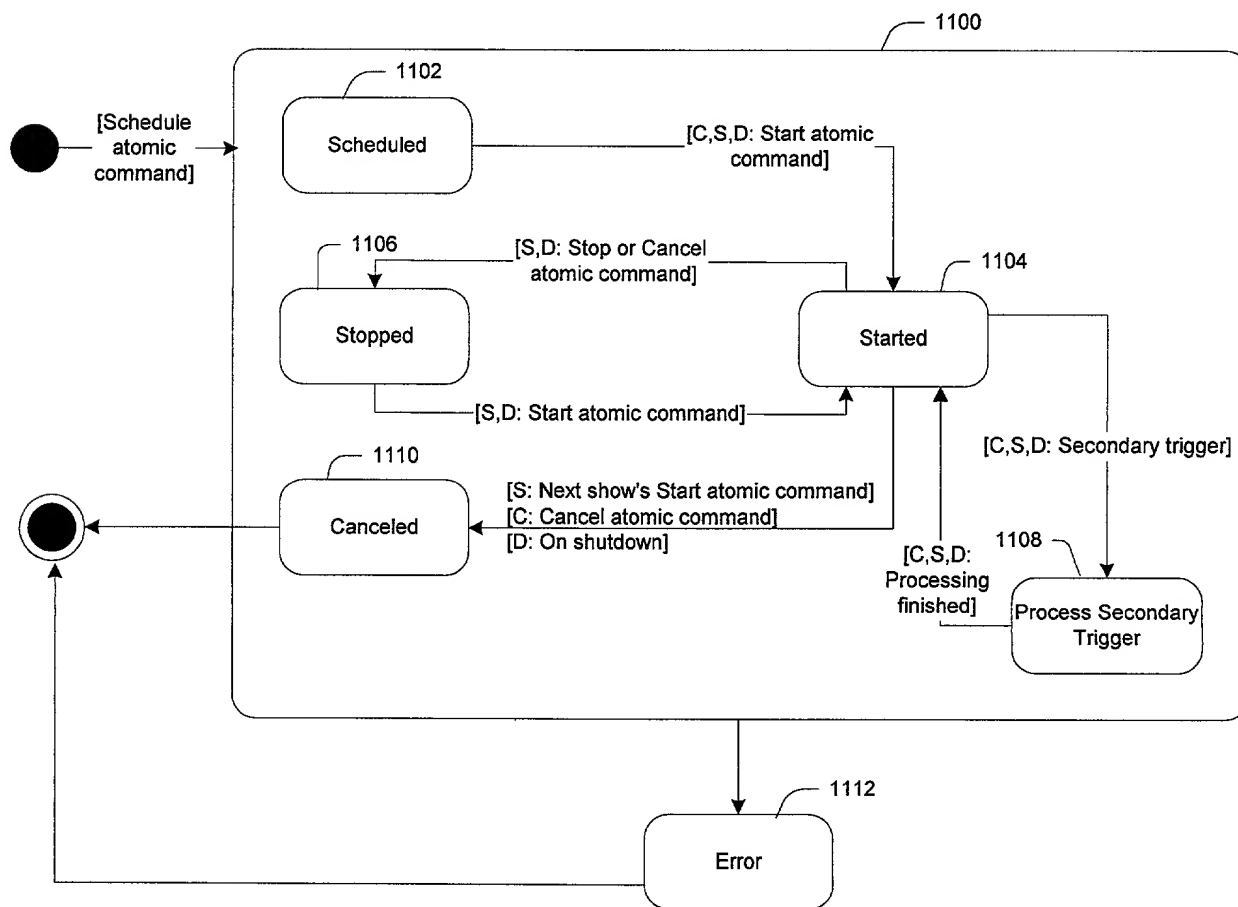 1100
1102
[Schedule
atomic
command]
Scheduled
[C,S,D: Start atomic
command]
1106
[S,D: Stop or Cancel
atomic command]
1104
Stopped
Started
[S,D: Start atomic command]
[C,S,D: Secondary trigger]
1110
[S: Next show's Start atomic command]
[C: Cancel atomic command]
[D: On shutdown]
Canceled
1108
[C,S,D:
Processing
finished]
Process Secondary
Trigger
1112
Error